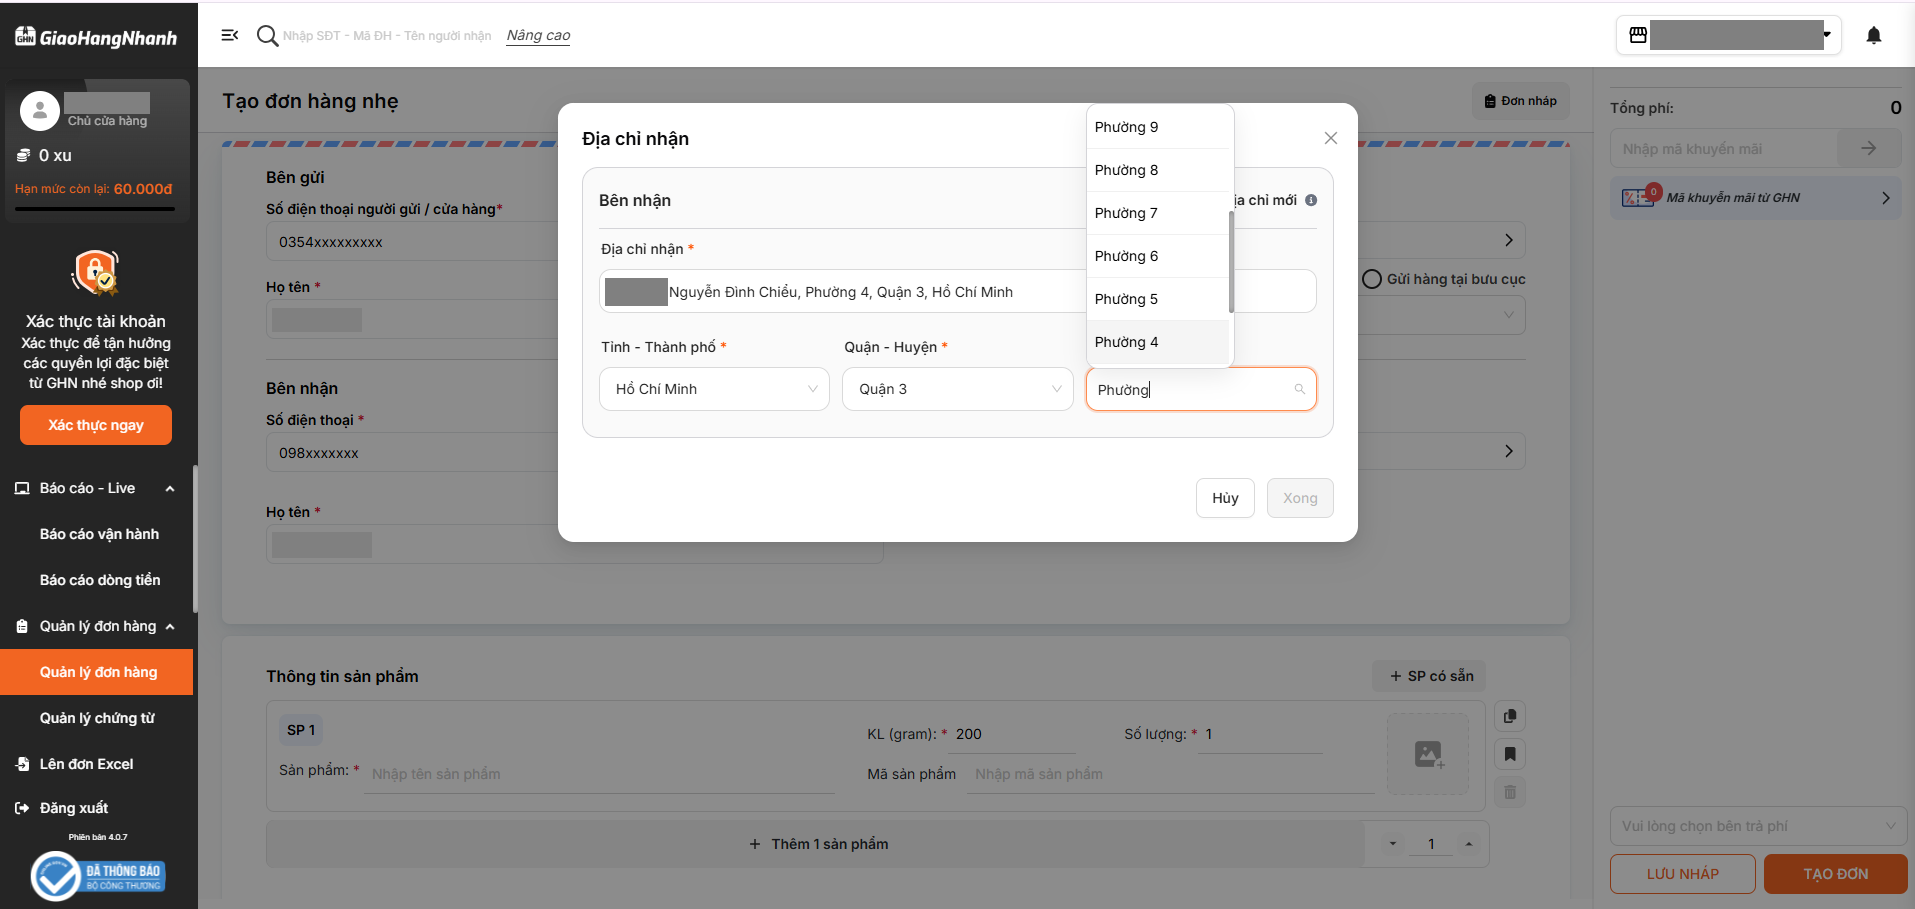 GHN GiaoHangNhanh
Nhập SĐT - Mã ĐH - Tên người nhận
Nâng cao
Chủ cửa hàng
0 xu
Hạn mức còn lại: 60.000đ
Xác thực tài khoản
Xác thực để tận hưởng
các quyền lợi đặc biệt
từ GHN nhé shop ơi!
Xác thực ngay
Báo cáo - Live
Báo cáo vận hành
Báo cáo dòng tiền
Quản lý đơn hàng
Quản lý đơn hàng
Quản lý chứng từ
Lên đơn Excel
Đăng xuất
Phiên bản 4.0.7
ĐÃ THÔNG BÁO
BỘ CÔNG THƯƠNG
Tạo đơn hàng nhẹ
Đơn nháp
Bên gửi
Số điện thoại người gửi / cửa hàng*
0354xxxxxxxxx
Họ tên *
Gửi hàng tại bưu cục
Bên nhận
Số điện thoại *
098xxxxxxx
Họ tên *
Địa chỉ nhận
Bên nhận
ịa chỉ mới
Địa chỉ nhận *
Nguyễn Đình Chiểu, Phường 4, Quận 3, Hồ Chí Minh
Tỉnh - Thành phố *
Quận - Huyện *
Hồ Chí Minh
Quận 3
Phường
Phường 9
Phường 8
Phường 7
Phường 6
Phường 5
Phường 4
Hủy
Xong
Thông tin sản phẩm
+ SP có sẵn
SP 1
KL (gram): * 200
Số lượng: * 1
Sản phẩm: * Nhập tên sản phẩm
Mã sản phẩm Nhập mã sản phẩm
+ Thêm 1 sản phẩm
1
Tổng phí: 0
Nhập mã khuyến mãi
0
Mã khuyến mãi từ GHN
Vui lòng chọn bên trả phí
LƯU NHÁP
TẠO ĐƠN